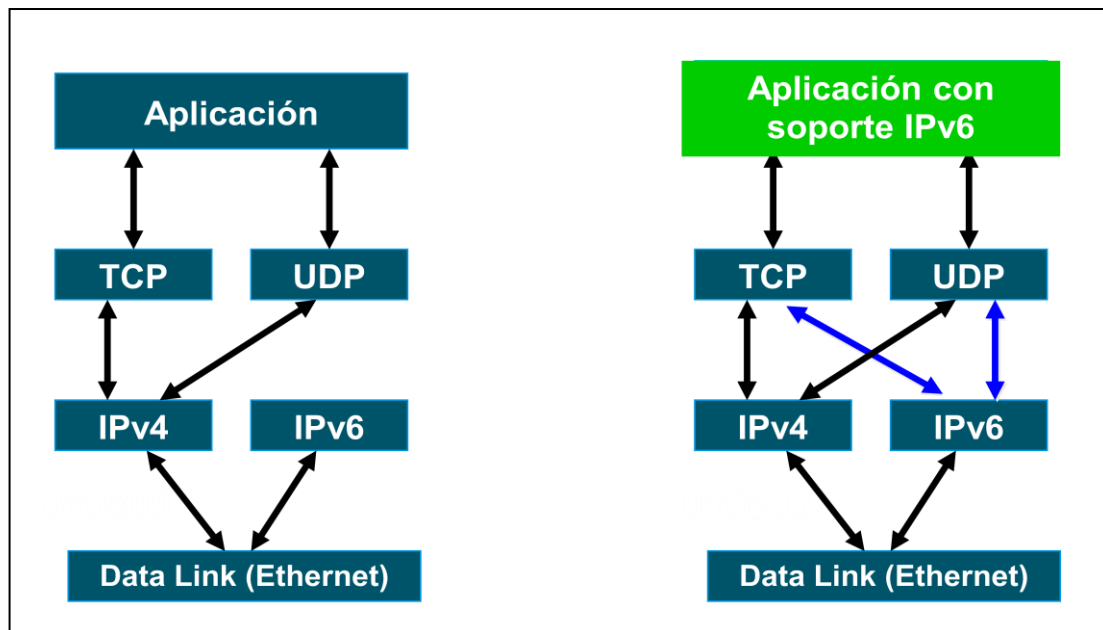 Aplicación
TCP
UDP
IPv4
IPv6
Data Link (Ethernet)
Aplicación con
soporte IPv6
TCP
UDP
IPv4
IPv6
Data Link (Ethernet)